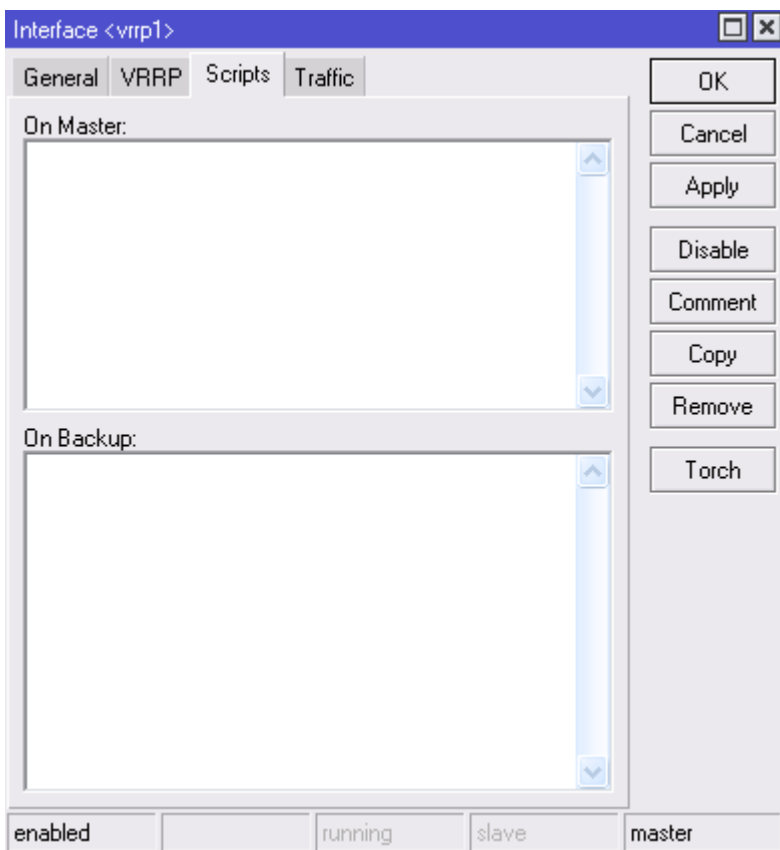 Interface <vrrp1>
General VRRP Scripts Traffic
On Master:
On Backup:
OK
Cancel
Apply
Disable
Comment
Copy
Remove
Torch
enabled running slave master